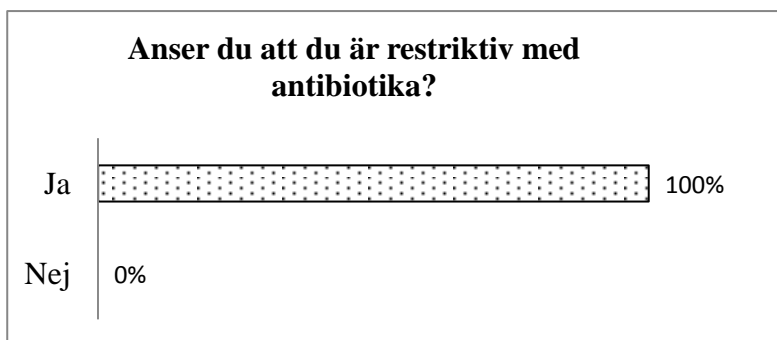 Anser du att du är restriktiv med
antibiotika?
Ja 100%
Nej 0%